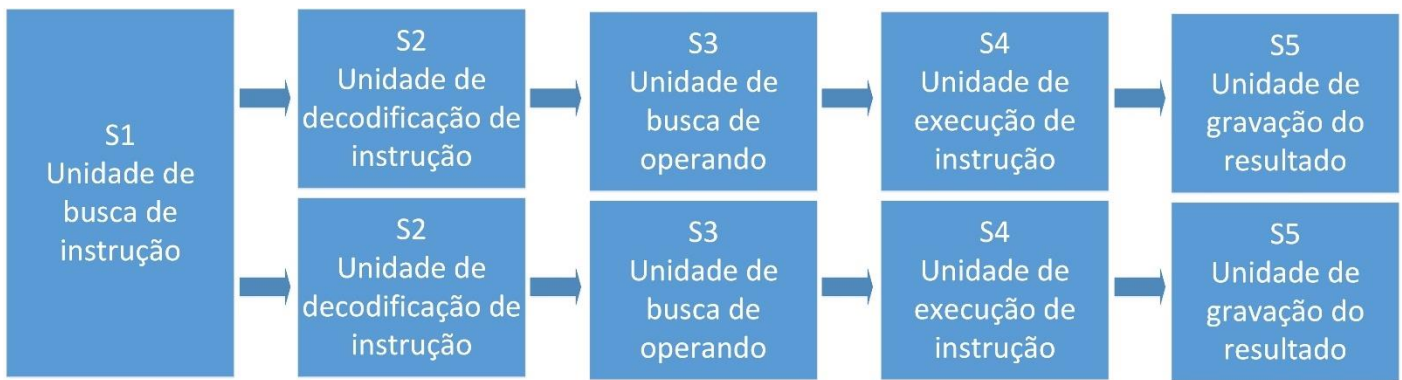 S1
Unidade de
busca de
instrução
S2
Unidade de
decodificação de
instrução
S3
Unidade de
busca de
operando
S4
Unidade de
execução de
instrução
S5
Unidade de
gravação do
resultado
S2
Unidade de
decodificação de
instrução
S3
Unidade de
busca de
operando
S4
Unidade de
execução de
instrução
S5
Unidade de
gravação do
resultado